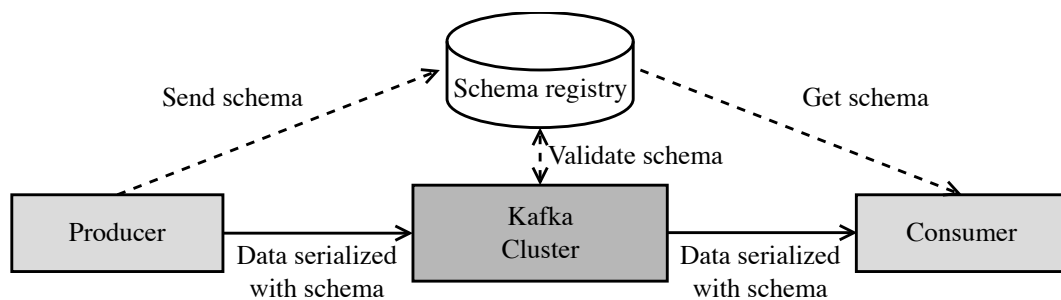 Schema registry
Send schema
Get schema
Validate schema
Producer
Kafka
Cluster
Consumer
Data serialized
with schema
Data serialized
with schema